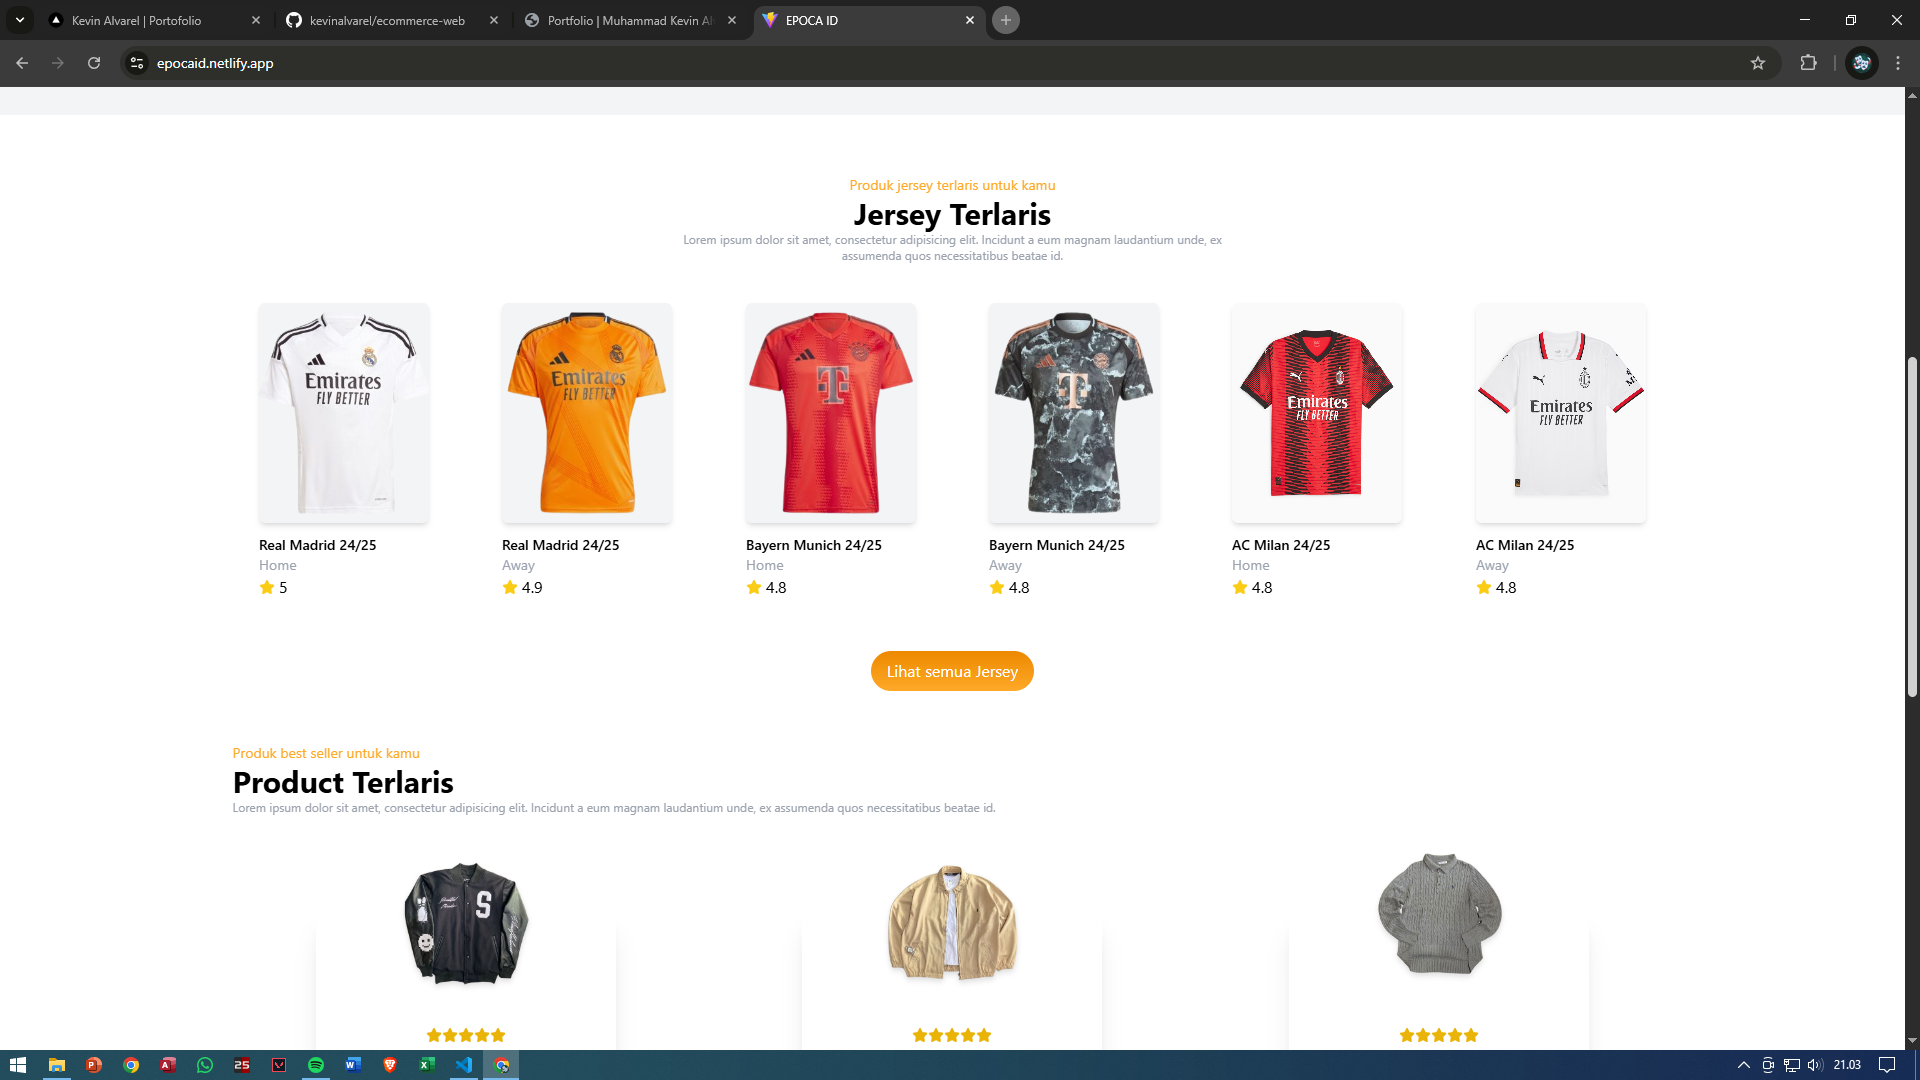 Kevin Alvarel | Portofolio
kevinalvarel/ecommerce-web
Portfolio | Muhammad Kevin Al
EPOCA ID
epocaid.netlify.app
Produk jersey terlaris untuk kamu
Jersey Terlaris
Lorem ipsum dolor sit amet, consectetur adipisicing elit. Incidunt a eum magnam laudantium unde, ex
assumenda quos necessitatibus beatae id.
Emirates
FLY BETTER
Emirates
FLY BETTER
T
T
Emirates
FLY BETTER
Emirates
FLY BETTER
Real Madrid 24/25
Home
5
Real Madrid 24/25
Away
4.9
Bayern Munich 24/25
Home
4.8
Bayern Munich 24/25
Away
4.8
AC Milan 24/25
Home
4.8
AC Milan 24/25
Away
4.8
Lihat semua Jersey
Produk best seller untuk kamu
Product Terlaris
Lorem ipsum dolor sit amet, consectetur adipisicing elit. Incidunt a eum magnam laudantium unde, ex assumenda quos necessitatibus beatae id.
S
25
21.03